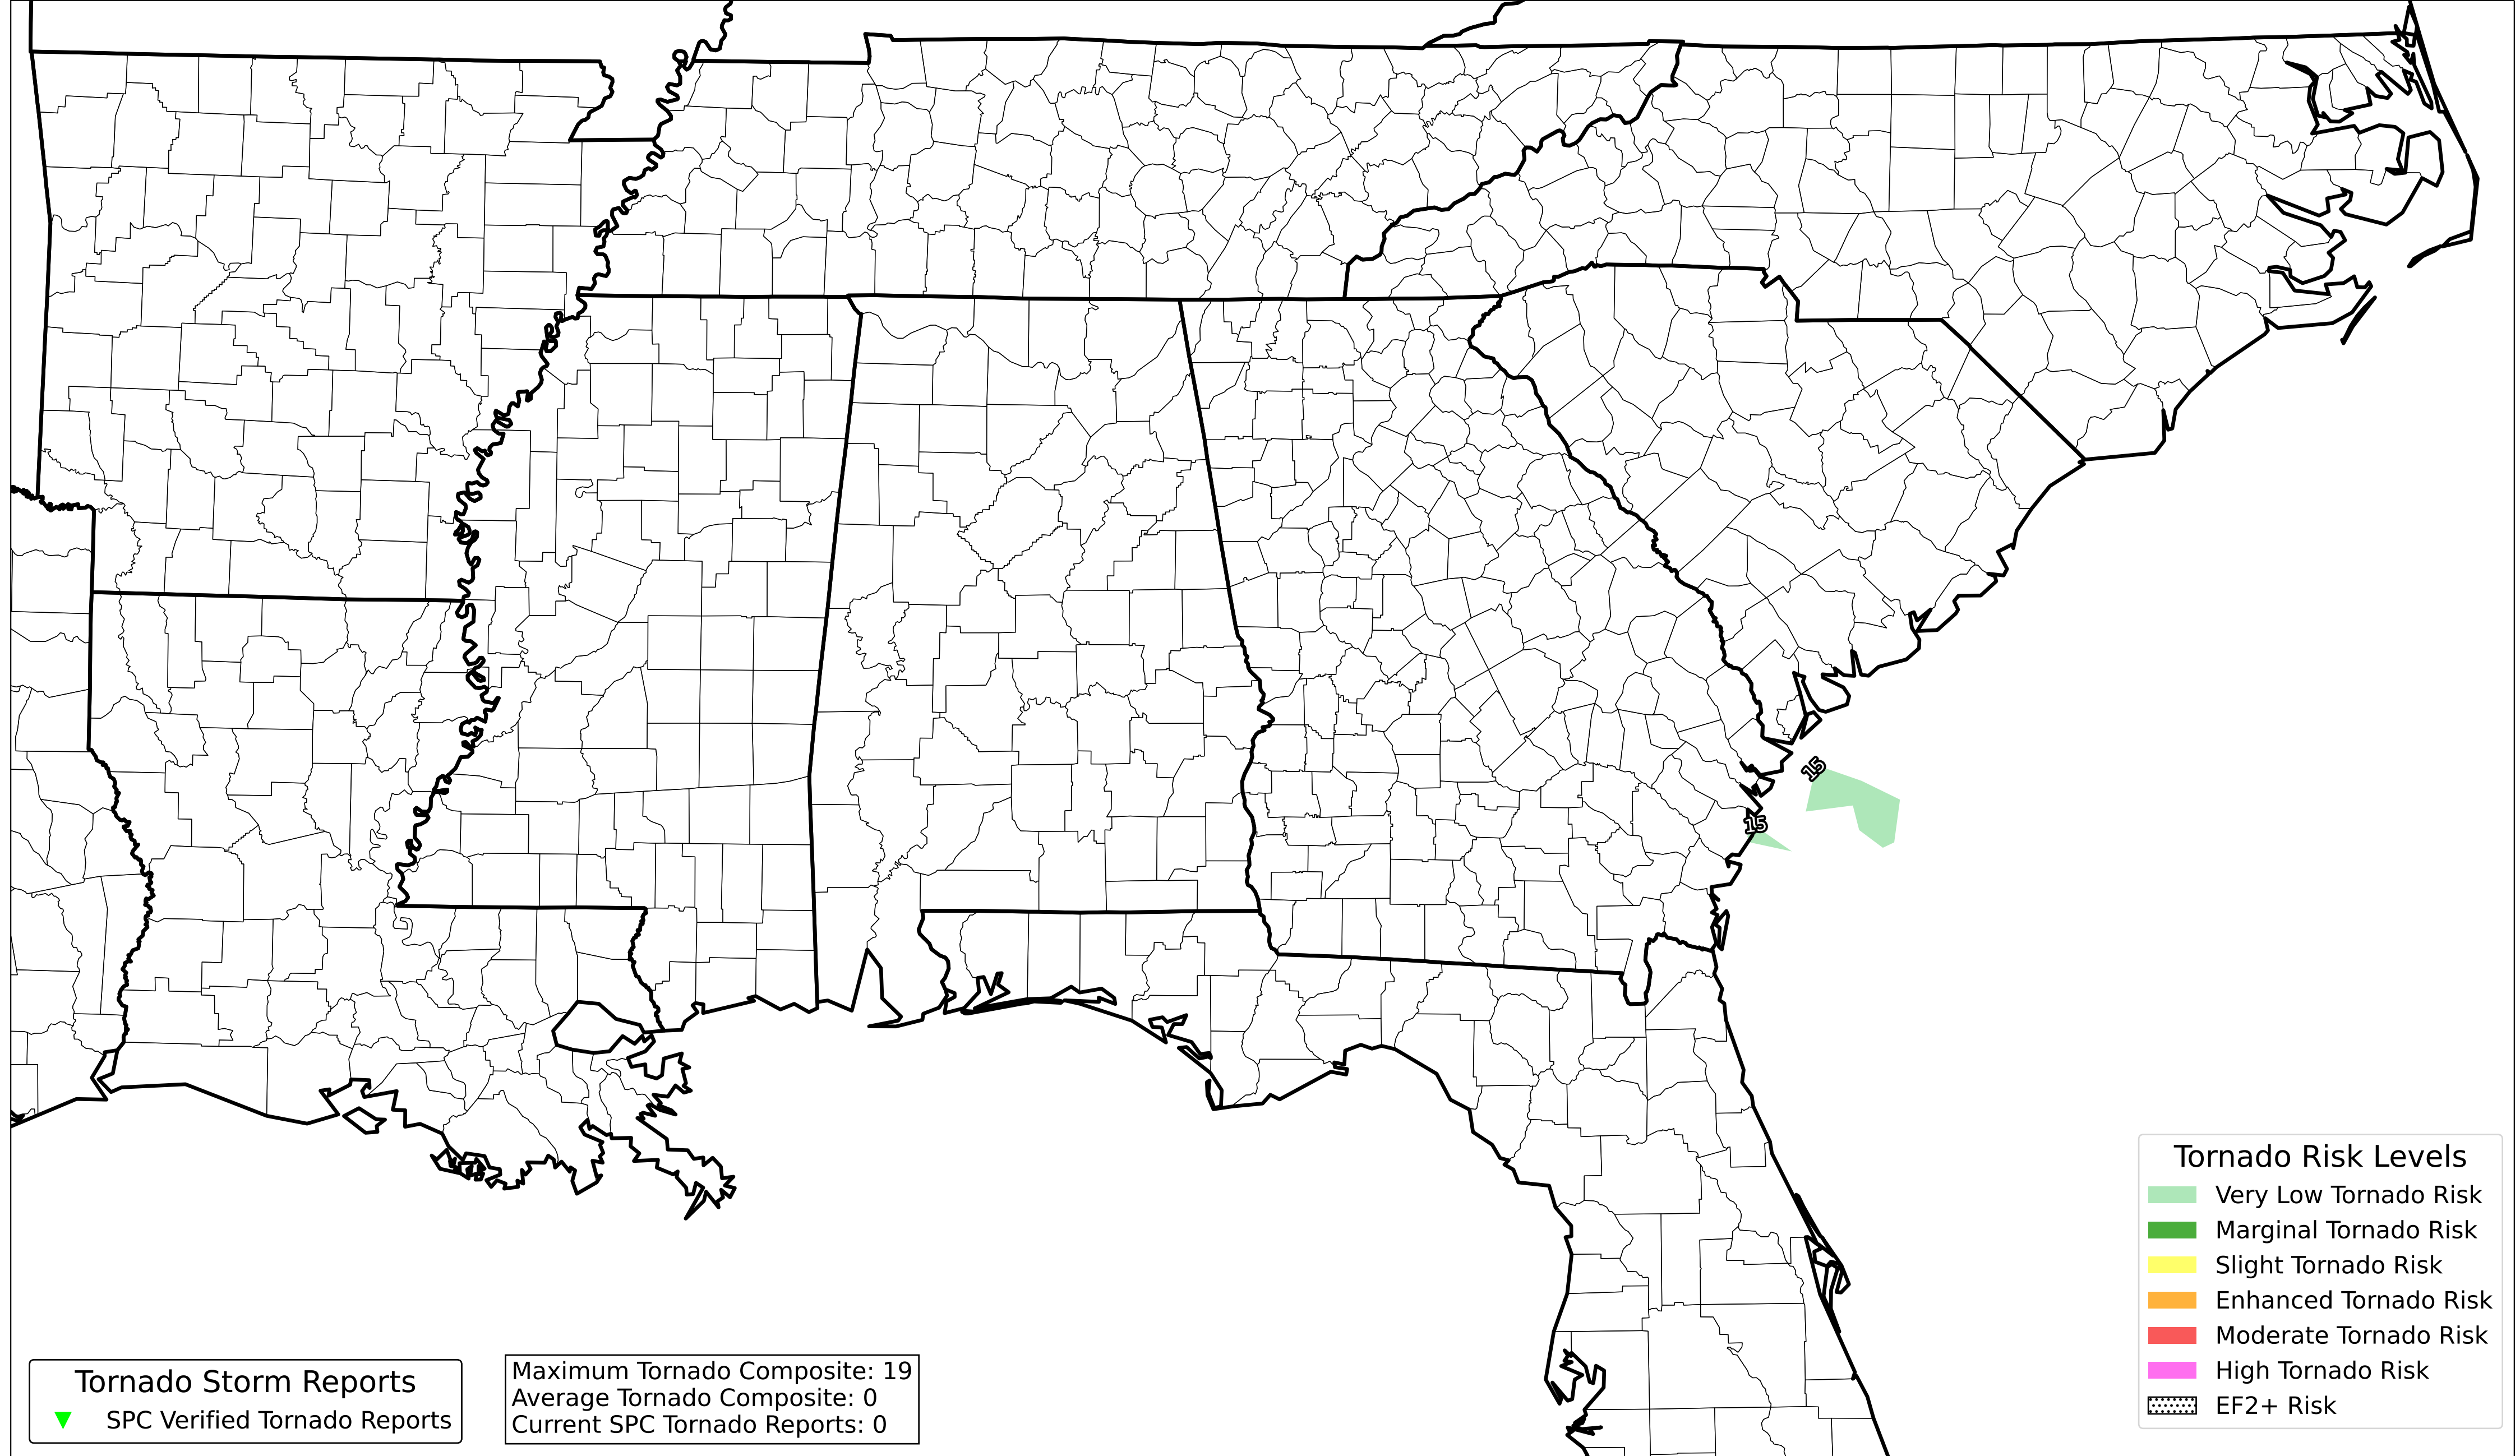 15
15
Tornado Risk Levels
Very Low Tornado Risk
Marginal Tornado Risk
Slight Tornado Risk
Enhanced Tornado Risk
Moderate Tornado Risk
High Tornado Risk
EF2+ Risk
Tornado Storm Reports
SPC Verified Tornado Reports
Maximum Tornado Composite: 19
Average Tornado Composite: 0
Current SPC Tornado Reports: 0